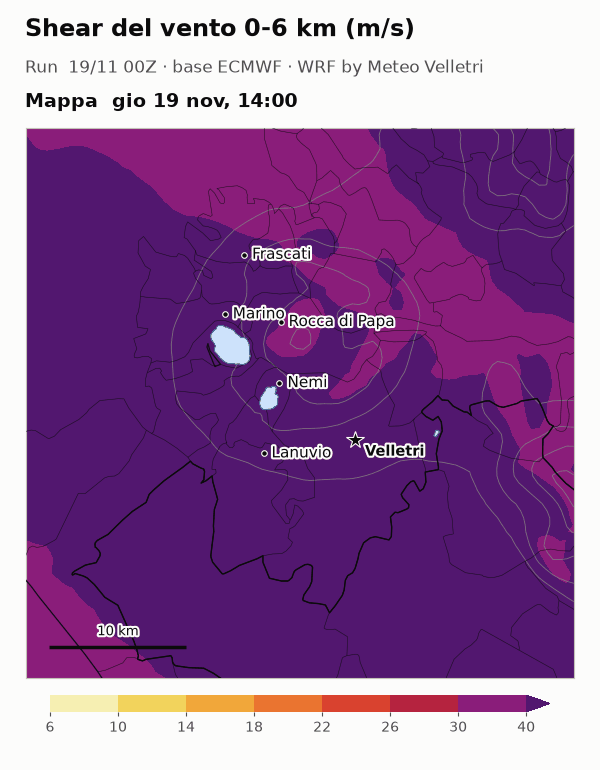 Shear del vento 0-6 km (m/s)
Run  19/11 00Z · base ECMWF · WRF by Meteo Velletri
Mappa  gio 19 nov, 14:00
Frascati
Marino
Rocca di Papa
Nemi
Velletri
Lanuvio
10 km
6 10 14 18 22 26 30 40